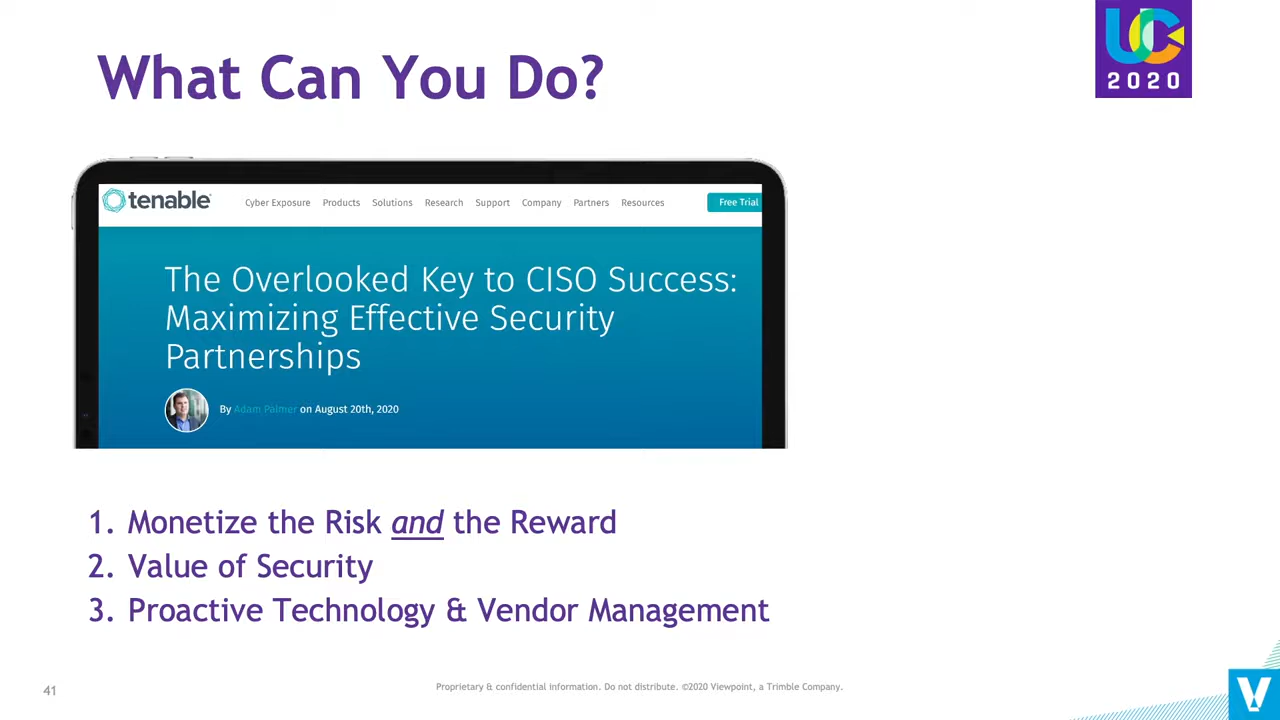 What Can You Do?
UC
2020
tenable
Cyber Exposure Products Solutions Research Support Company Partners Resources Free Trial
The Overlooked Key to CISO Success:
Maximizing Effective Security
Partnerships
By Adam Palmer on August 20th, 2020
1. Monetize the Risk and the Reward
2. Value of Security
3. Proactive Technology & Vendor Management
41
Proprietary & confidential information. Do not distribute. ©2020 Viewpoint, a Trimble Company.